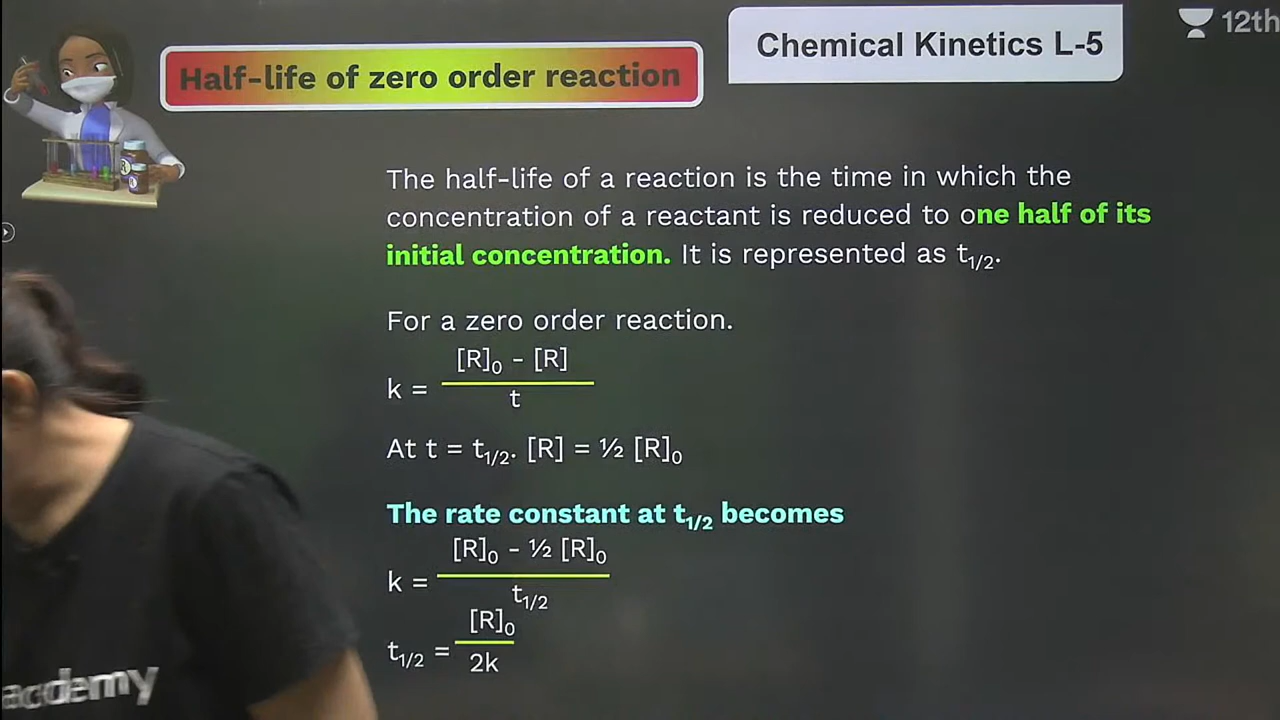 Chemical Kinetics L-5
12th
Half-life of zero order reaction
The half-life of a reaction is the time in which the
concentration of a reactant is reduced to one half of its
initial concentration. It is represented as t₁/₂.
For a zero order reaction.
k = [R]₀ - [R] / t
At t = t₁/₂. [R] = ½ [R]₀
The rate constant at t₁/₂ becomes
k = [R]₀ - ½ [R]₀ / t₁/₂
t₁/₂ = [R]₀ / 2k
academy